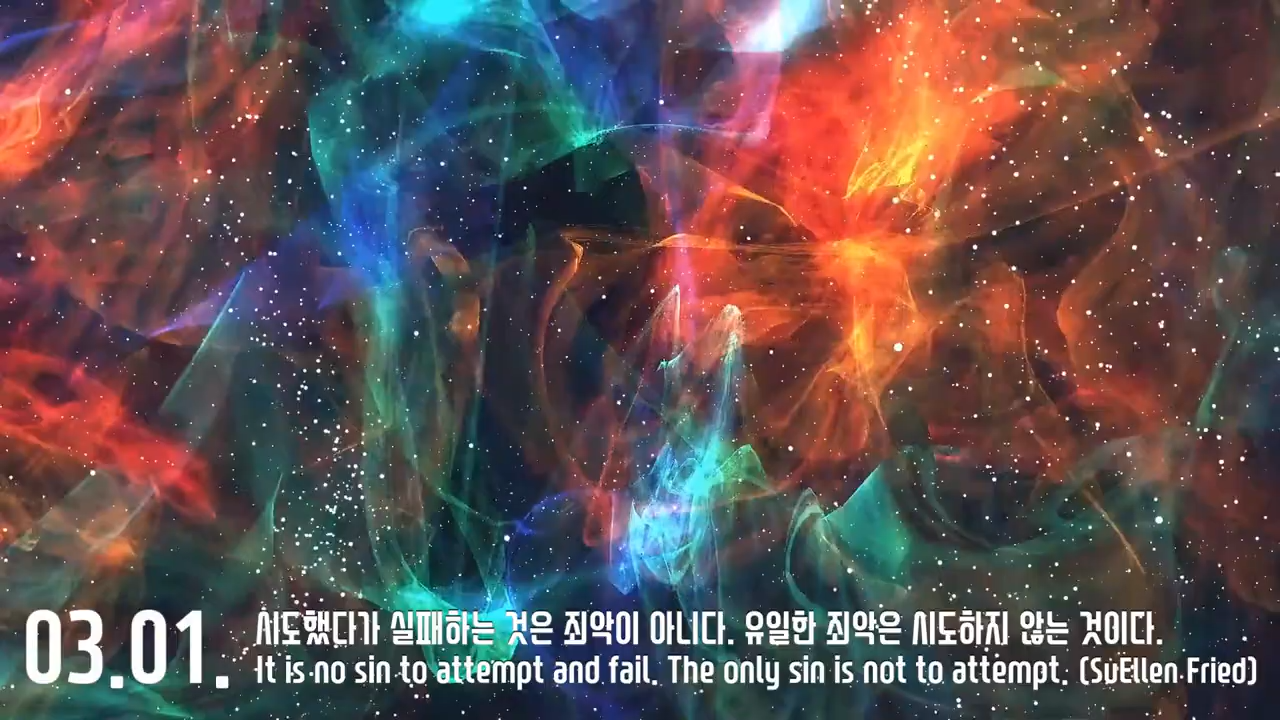 03.01.
시도했다가 실패하는 것은 죄악이 아니다. 유일한 죄악은 시도하지 않는 것이다.
It is no sin to attempt and fail. The only sin is not to attempt. (SuEllen Fried)